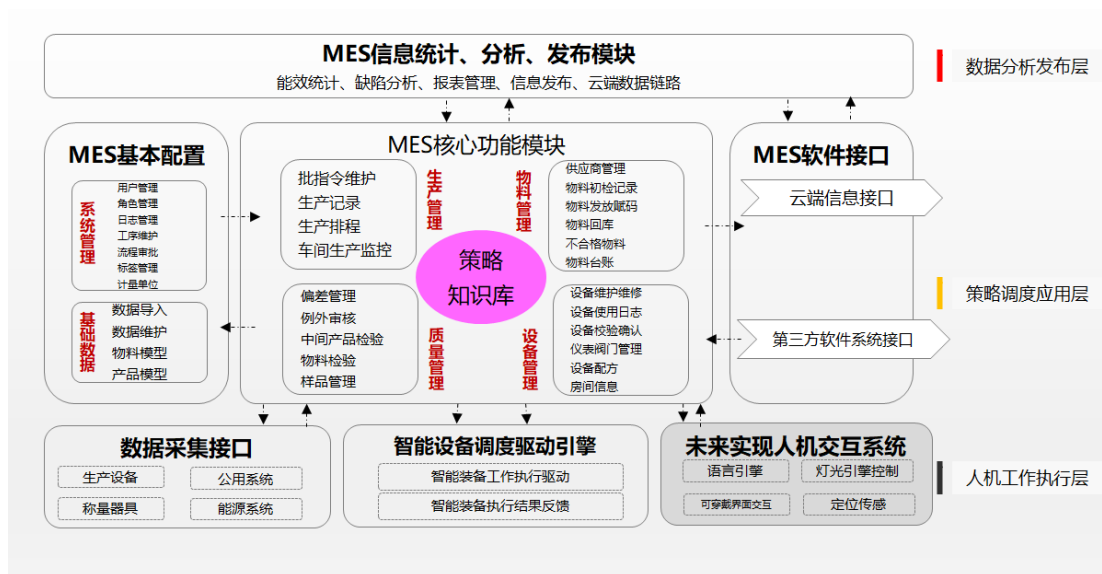 MES信息统计、分析、发布模块
能效统计、缺陷分析、报表管理、信息发布、云端数据链路
数据分析发布层
MES基本配置
系统管理
用户管理
角色管理
日志管理
工序维护
流程审批
标签管理
计量单位
基础数据
数据导入
数据维护
物料模型
产品模型
MES核心功能模块
批指令维护
生产记录
生产排程
车间生产监控
生产管理
物料管理
供应商管理
物料初检记录
物料发放赋码
物料回库
不合格物料
物料台账
策略
知识库
偏差管理
例外审核
中间产品检验
物料检验
样品管理
质量管理
设备管理
设备维护维修
设备使用日志
设备校验确认
仪表阀门管理
设备配方
房间信息
MES软件接口
云端信息接口
第三方软件系统接口
策略调度应用层
数据采集接口
生产设备
公用系统
称量器具
能源系统
智能设备调度驱动引擎
智能装备工作执行驱动
智能装备执行结果反馈
未来实现人机交互系统
语言引擎
灯光引擎控制
可穿戴界面交互
定位传感
人机工作执行层